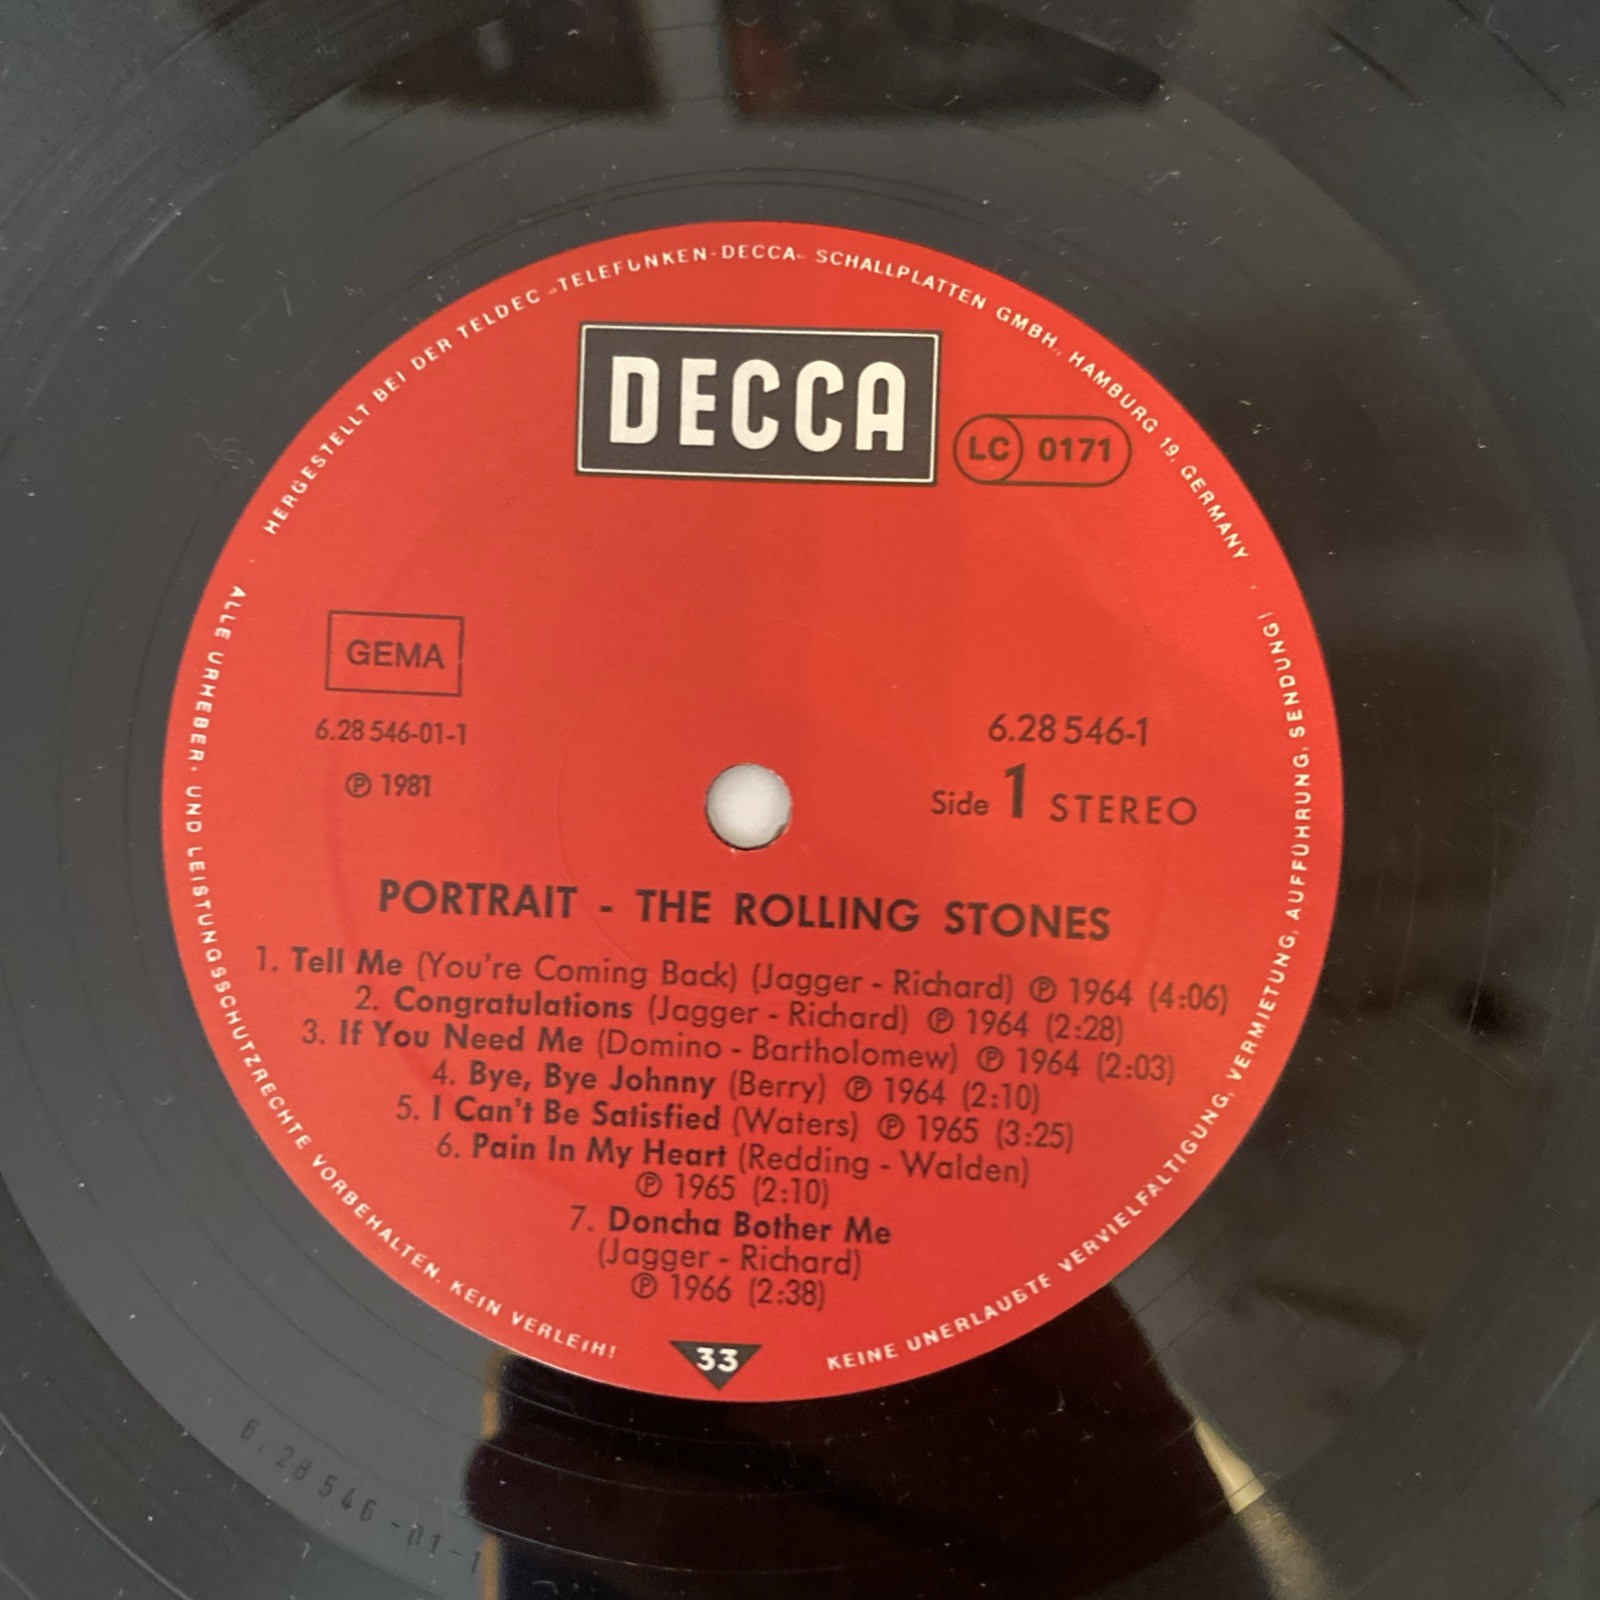 HERGESTELLT BEI DER TELDEC „TELEFUNKEN-DECCA“ SCHALLPLATTEN GMBH., HAMBURG 19, GERMANY
DECCA
LC 0171
GEMA
6.28 546-01-1
℗ 1981
6.28 546-1
Side 1 STEREO
PORTRAIT - THE ROLLING STONES
1. Tell Me (You're Coming Back) (Jagger - Richard) ℗ 1964 (4:06)
2. Congratulations (Jagger - Richard) ℗ 1964 (2:28)
3. If You Need Me (Domino - Bartholomew) ℗ 1964 (2:03)
4. Bye, Bye Johnny (Berry) ℗ 1964 (2:10)
5. I Can't Be Satisfied (Waters) ℗ 1965 (3:25)
6. Pain In My Heart (Redding - Walden)
℗ 1965 (2:10)
7. Doncha Bother Me
(Jagger - Richard)
℗ 1966 (2:38)
33
ALLE URHEBER- UND LEISTUNGSSCHUTZRECHTE VORBEHALTEN. KEIN VERLEIH!
KEINE UNERLAUBTE VERVIELFÄLTIGUNG, VERMIETUNG, AUFFÜHRUNG, SENDUNG!
6.28546-01-1